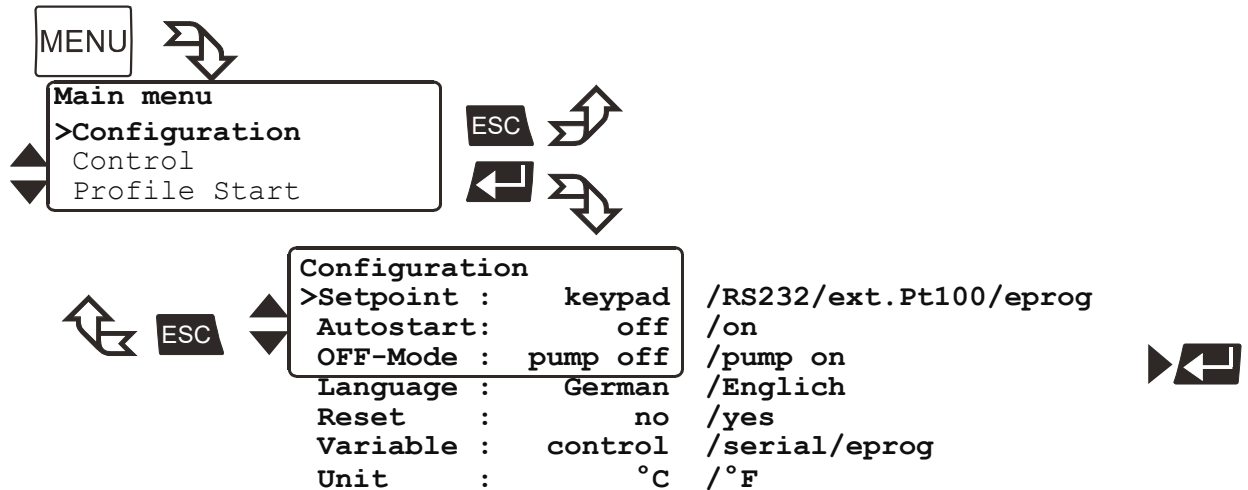 MENU
Main menu
>Configuration
Control
Profile Start
ESC
Configuration
>Setpoint : keypad /RS232/ext.Pt100/eprog
Autostart: off /on
OFF-Mode : pump off /pump on
ESC
Language : German /Englich
Reset : no /yes
Variable : control /serial/eprog
Unit : °C /°F